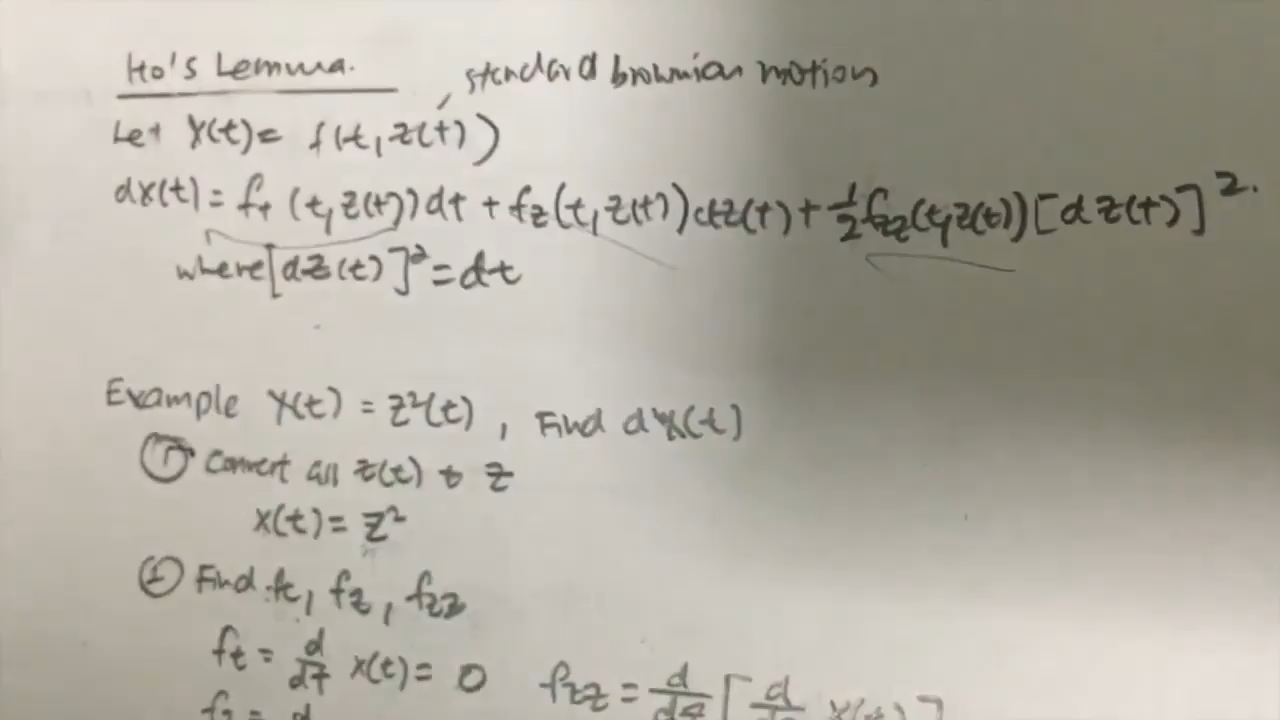 Ito's Lemma.
, standard brownian motion
Let X(t) = f(t, Z(t))
dX(t) = f_t (t, Z(t)) dt + f_z (t, Z(t)) dZ(t) + 1/2 f_zz (t, Z(t)) [dZ(t)]^2.
where [dZ(t)]^2 = dt
Example X(t) = Z^2(t), Find dX(t)
① Convert all Z(t) to Z
X(t) = Z^2
② Find f_t, f_z, f_zz
f_t = d/dt X(t) = 0 f_zz = d/dz [ d/